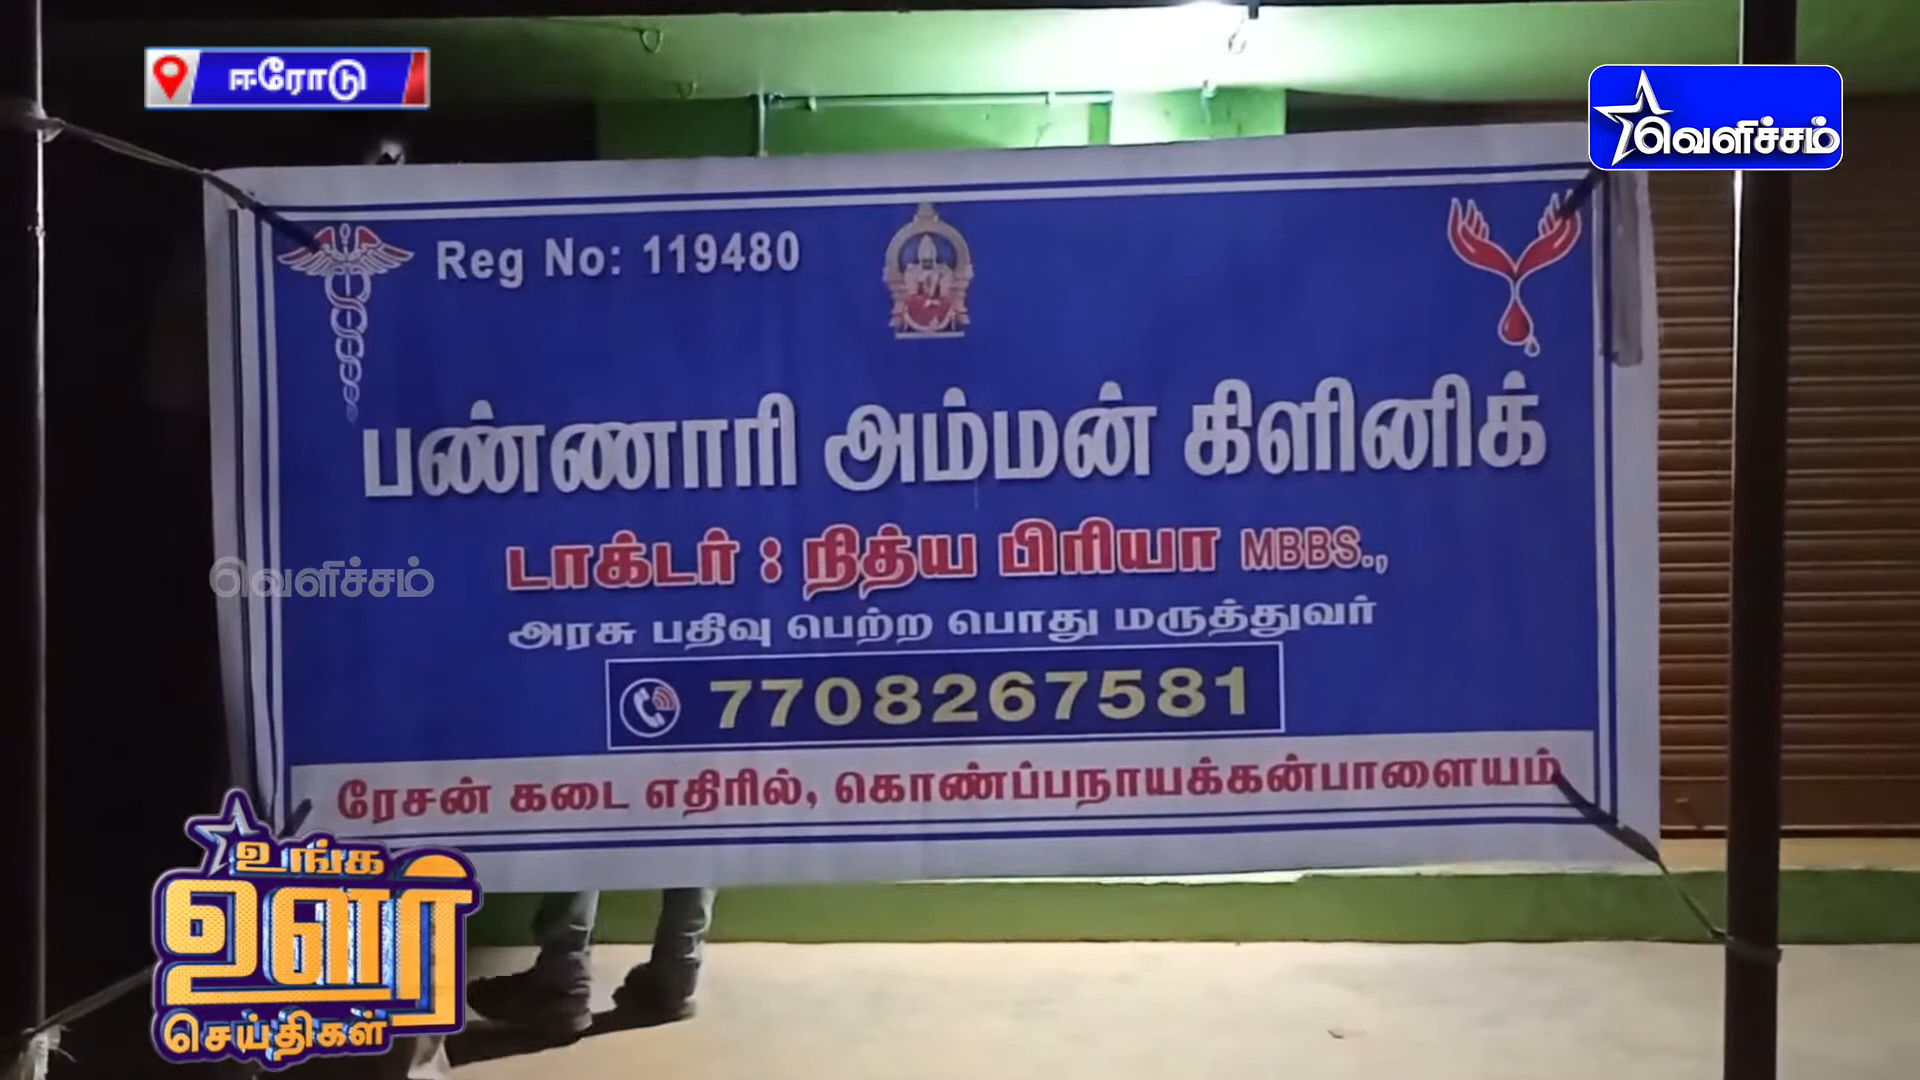 ஈரோடு
வெளிச்சம்
Reg No: 119480
பண்ணாரி அம்மன் கிளினிக்
டாக்டர் : நித்ய பிரியா MBBS.,
வெளிச்சம்
அரசு பதிவு பெற்ற பொது மருத்துவர்
7708267581
ரேசன் கடை எதிரில், கொண்ப்பநாயக்கன்பாளையம்
உங்க
ஊர்
செய்திகள்